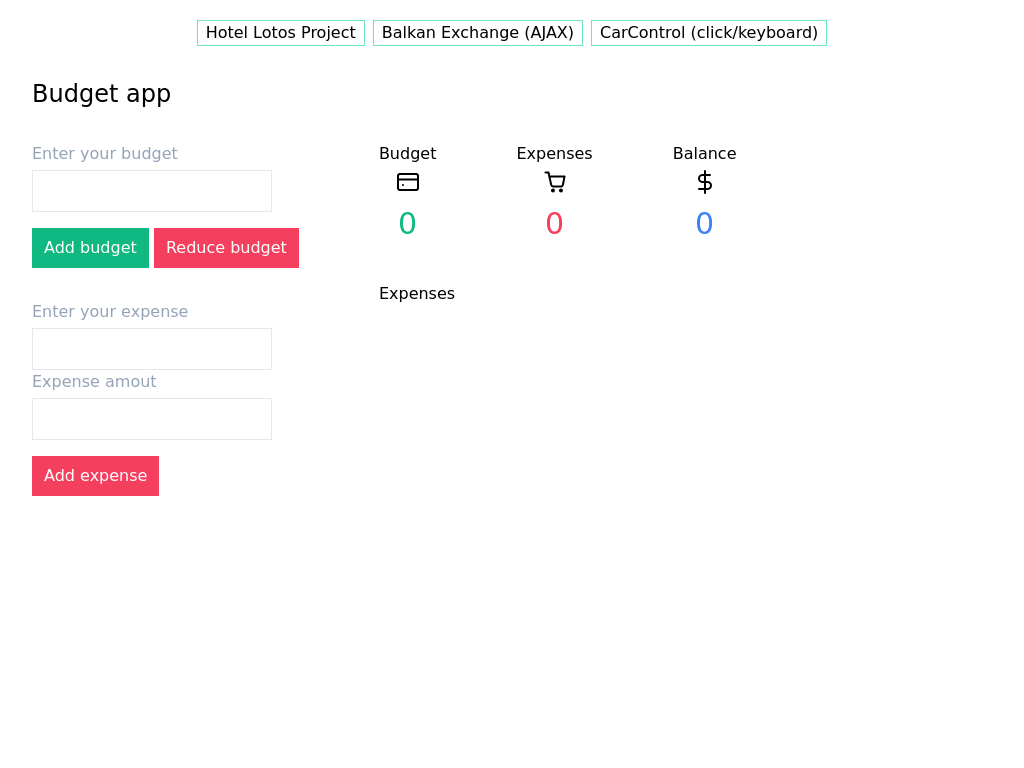 Hotel Lotos Project Balkan Exchange (AJAX) CarControl (click/keyboard)
Budget app
Enter your budget
Add budget Reduce budget
Enter your expense
Expense amout
Add expense
Budget Expenses Balance
0 0 0
Expenses